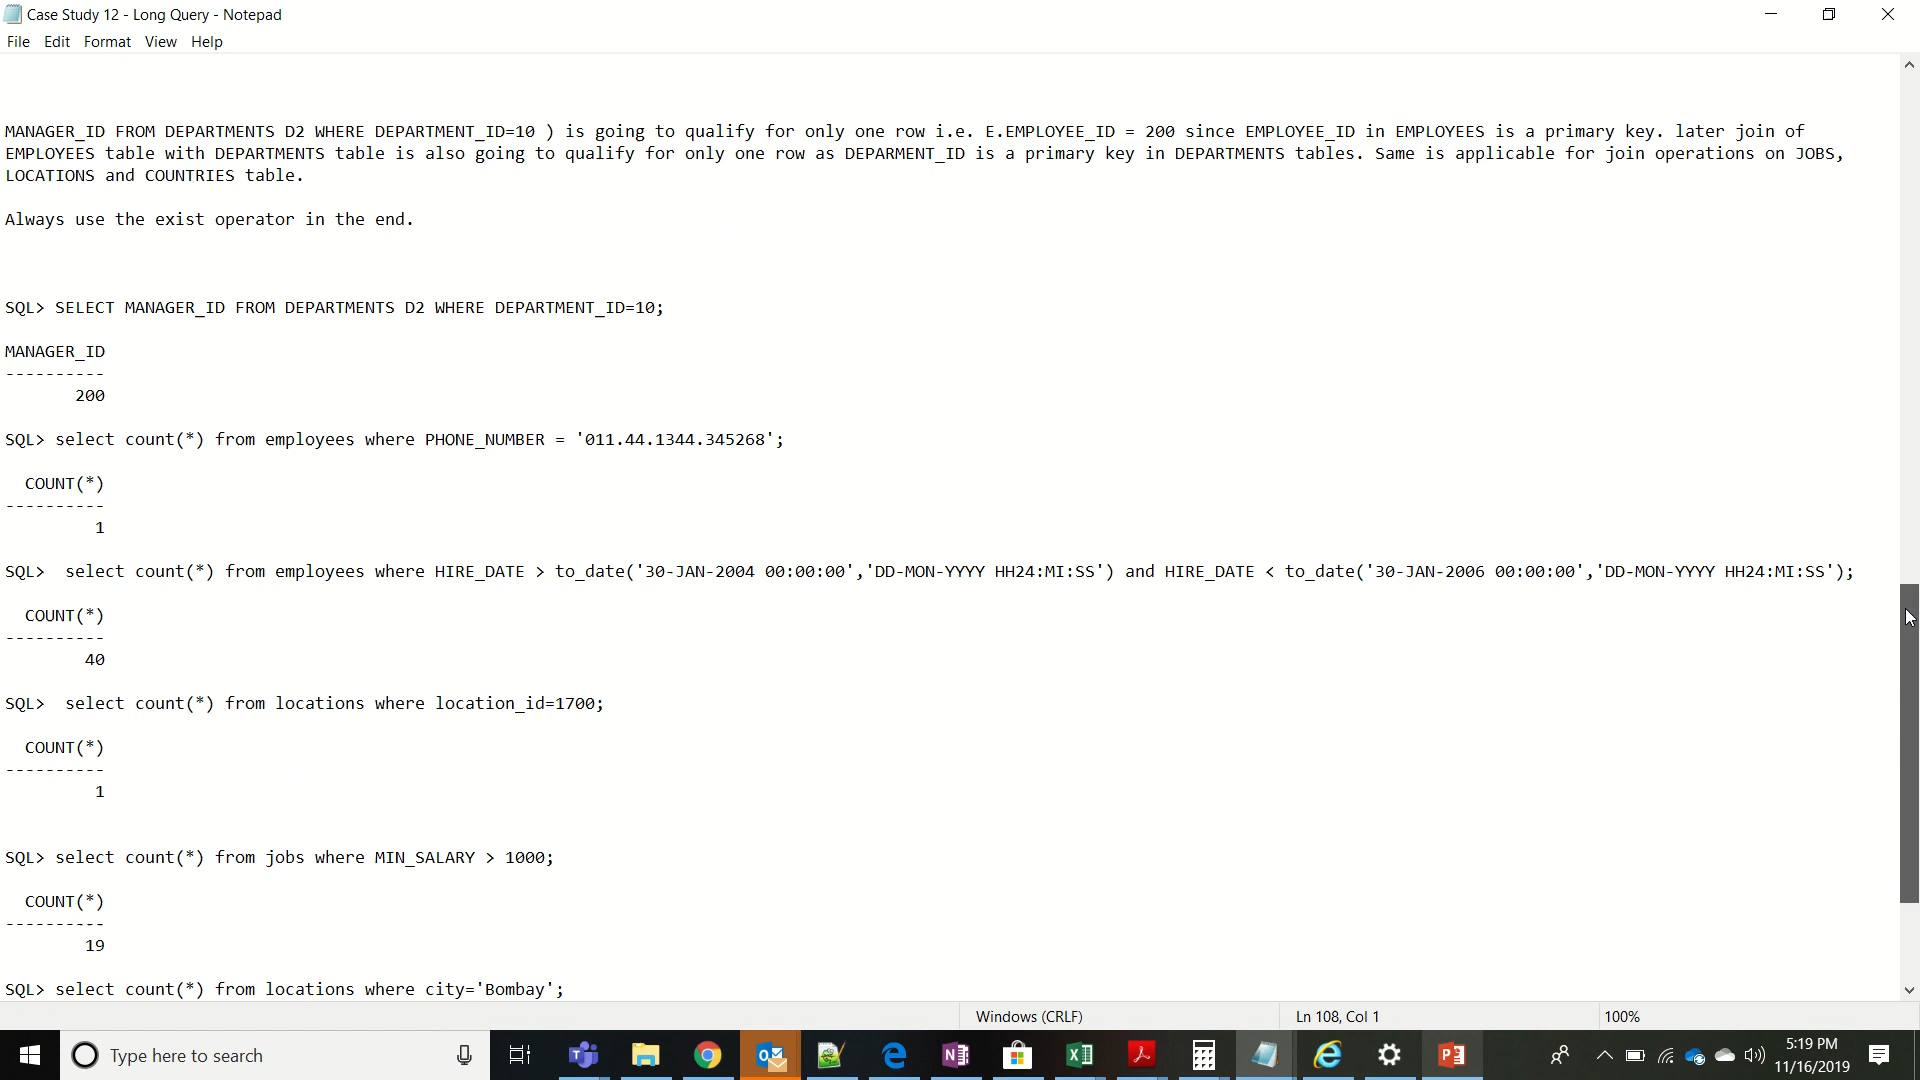 Case Study 12 - Long Query - Notepad
File Edit Format View Help
MANAGER_ID FROM DEPARTMENTS D2 WHERE DEPARTMENT_ID=10 ) is going to qualify for only one row i.e. E.EMPLOYEE_ID = 200 since EMPLOYEE_ID in EMPLOYEES is a primary key. later join of
EMPLOYEES table with DEPARTMENTS table is also going to qualify for only one row as DEPARMENT_ID is a primary key in DEPARTMENTS tables. Same is applicable for join operations on JOBS,
LOCATIONS and COUNTRIES table.
Always use the exist operator in the end.
SQL> SELECT MANAGER_ID FROM DEPARTMENTS D2 WHERE DEPARTMENT_ID=10;
MANAGER_ID
----------
200
SQL> select count(*) from employees where PHONE_NUMBER = '011.44.1344.345268';
COUNT(*)
----------
1
SQL>  select count(*) from employees where HIRE_DATE > to_date('30-JAN-2004 00:00:00','DD-MON-YYYY HH24:MI:SS') and HIRE_DATE < to_date('30-JAN-2006 00:00:00','DD-MON-YYYY HH24:MI:SS');
COUNT(*)
----------
40
SQL>  select count(*) from locations where location_id=1700;
COUNT(*)
----------
1
SQL> select count(*) from jobs where MIN_SALARY > 1000;
COUNT(*)
----------
19
SQL> select count(*) from locations where city='Bombay';
Windows (CRLF) Ln 108, Col 1 100%
Type here to search
5:19 PM
11/16/2019